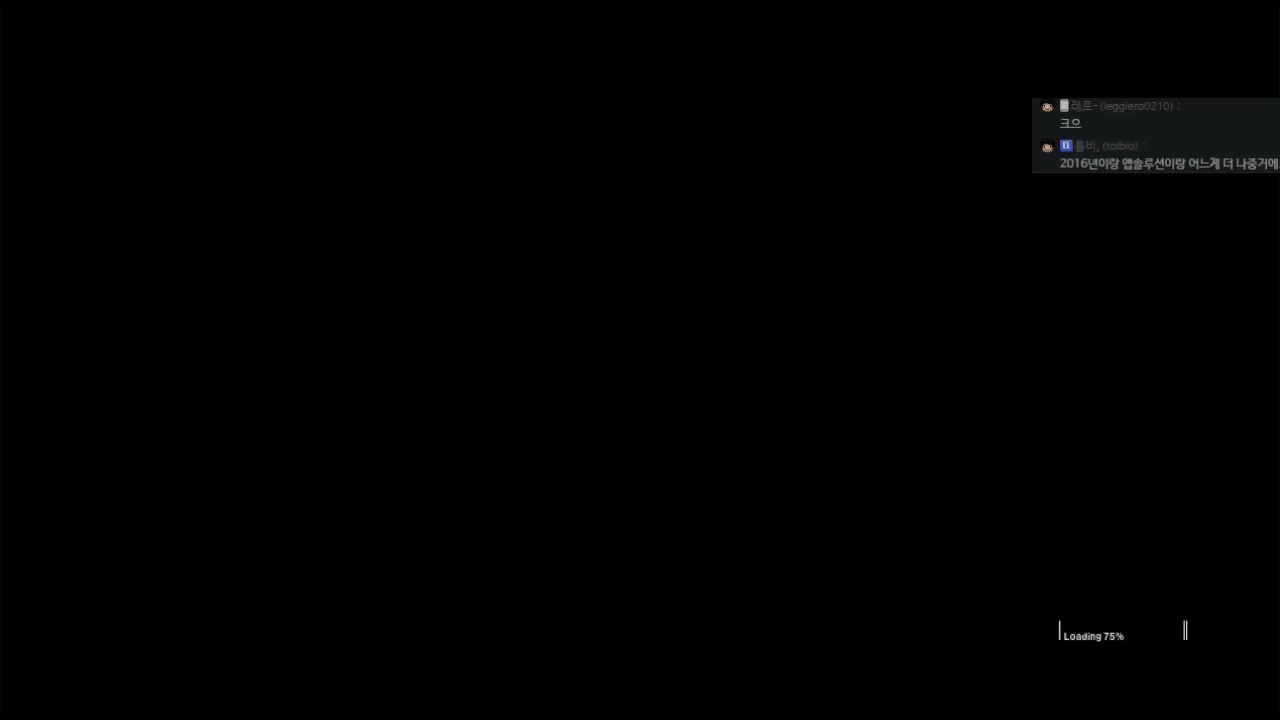 레로-(leggiero0210) :
크으
톨비, (tolbio) :
2016년이랑 앱솔루션이랑 어느게 더 나중거에
Loading 75%